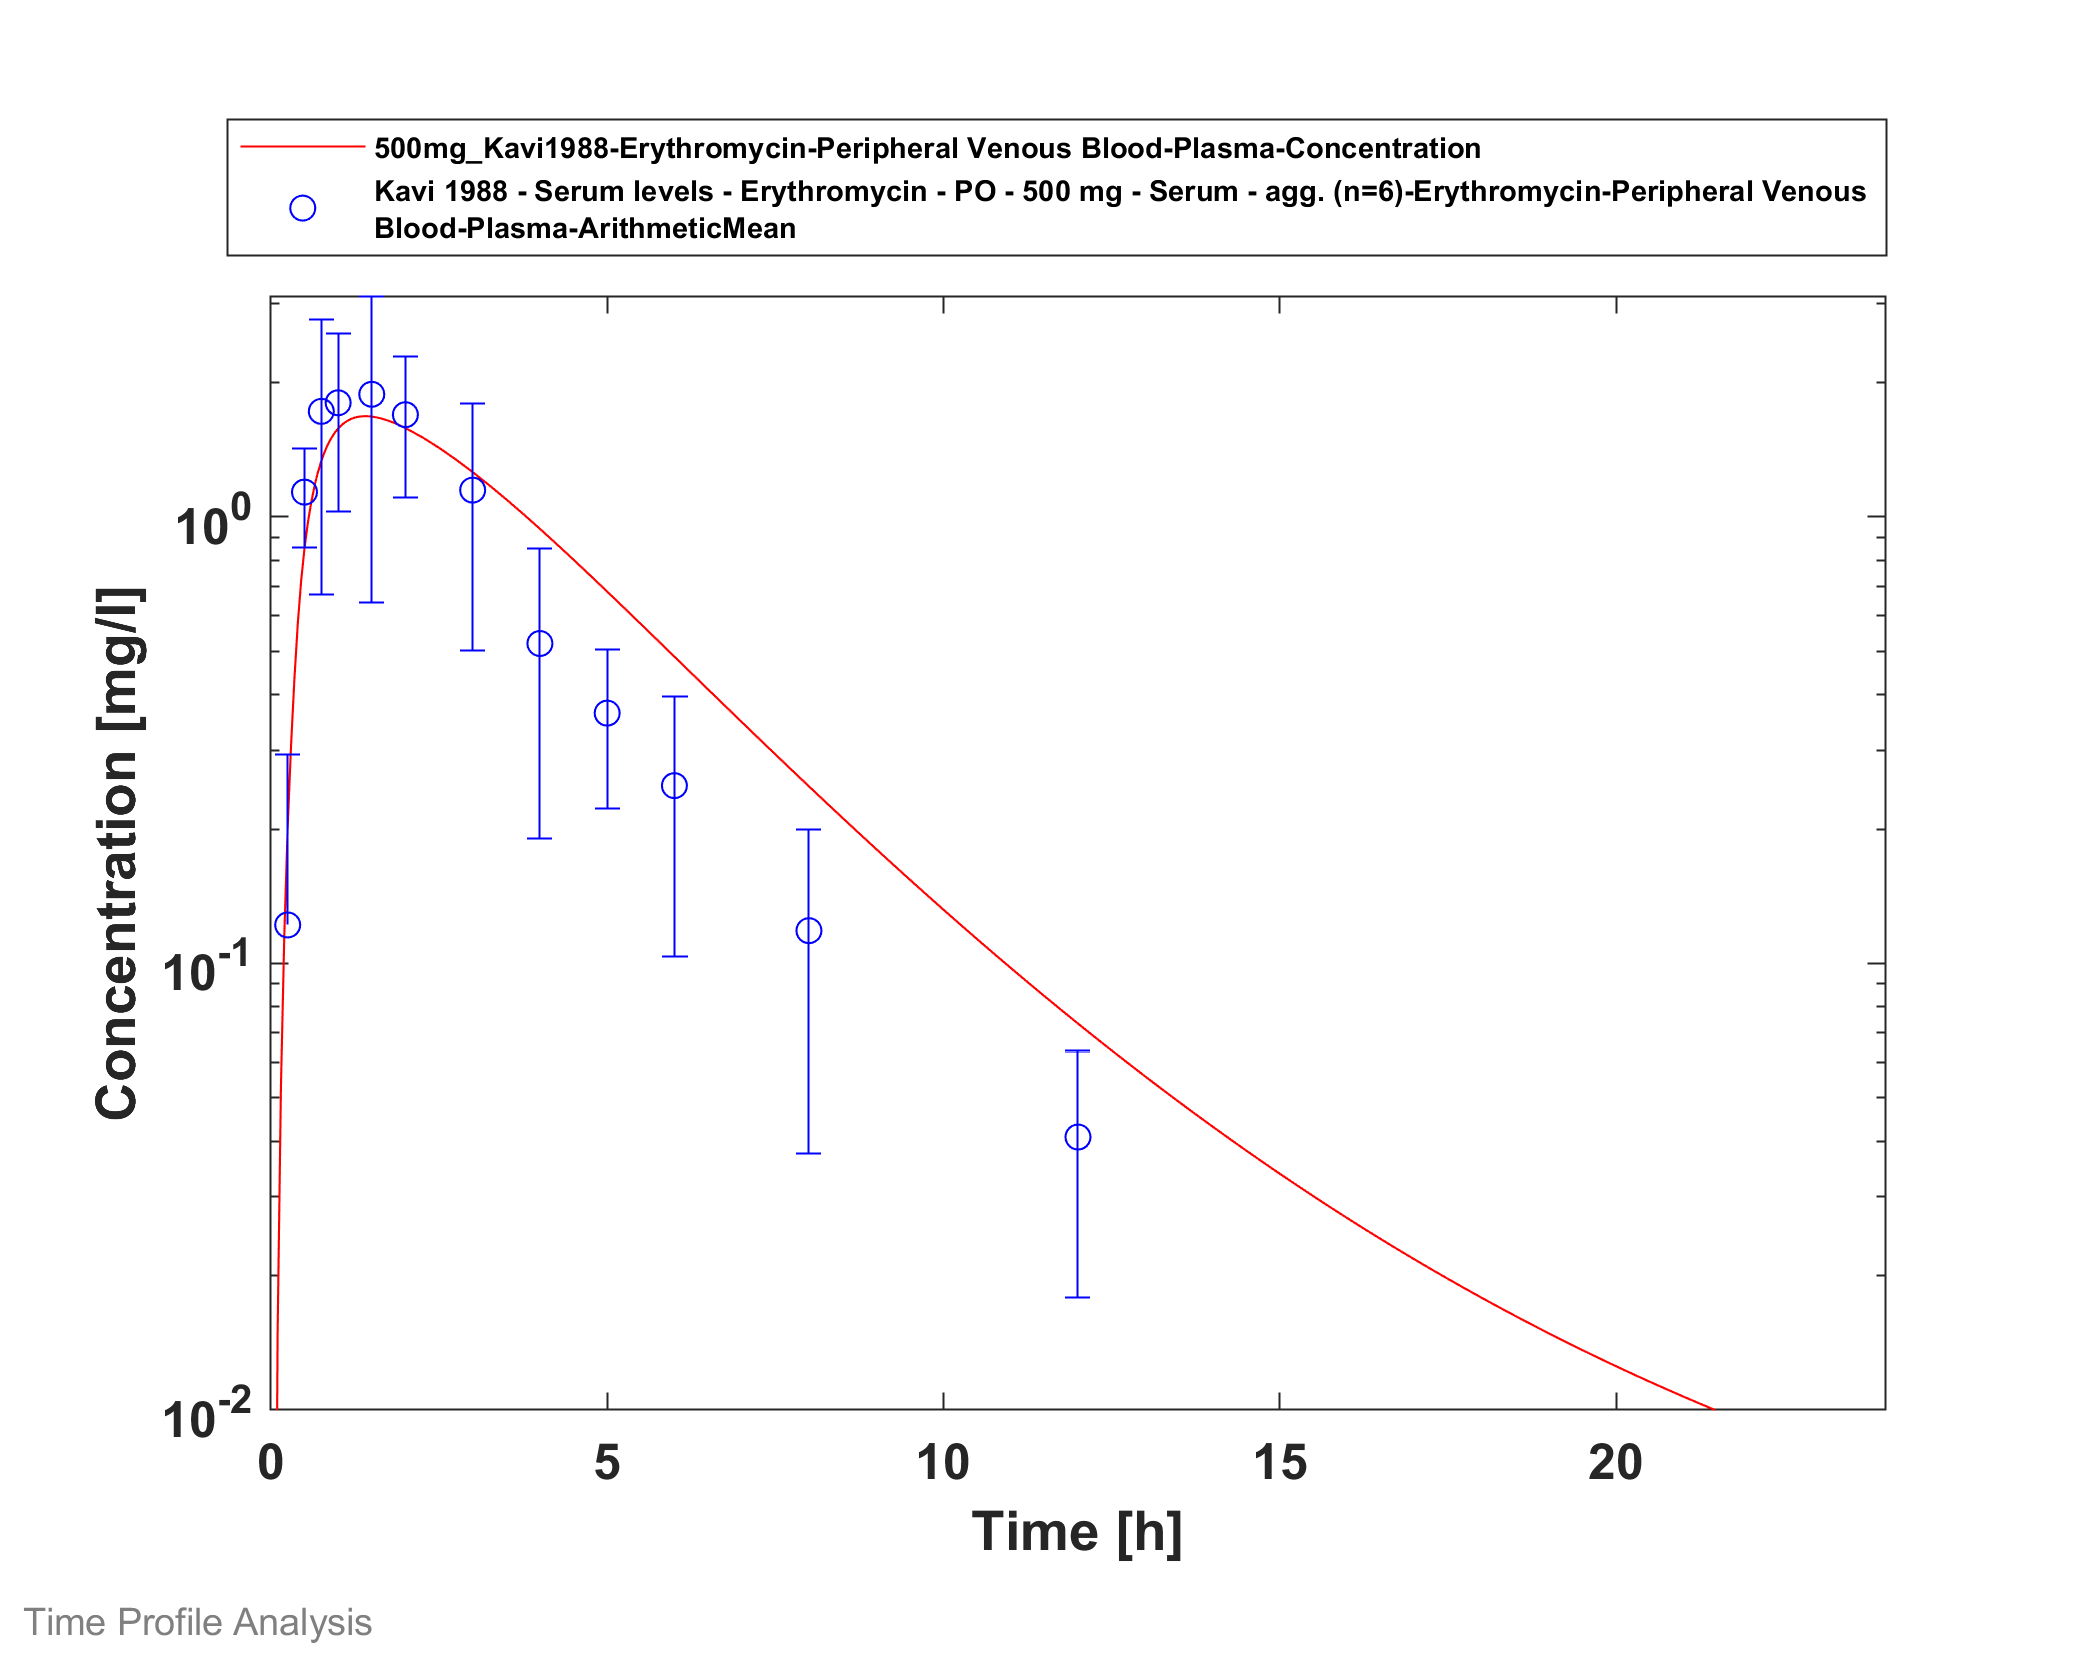 500mg_Kavi1988-Erythromycin-Peripheral Venous Blood-Plasma-Concentration
Kavi 1988 - Serum levels - Erythromycin - PO - 500 mg - Serum - agg. (n=6)-Erythromycin-Peripheral Venous
Blood-Plasma-ArithmeticMean
10^0
10^-1
10^-2
Concentration [mg/l]
0 5 10 15 20
Time [h]
Time Profile Analysis